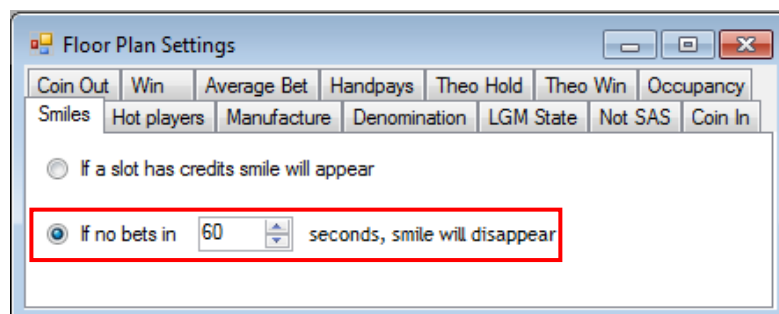 Floor Plan Settings
Coin Out Win Average Bet Handpays Theo Hold Theo Win Occupancy
Smiles Hot players Manufacture Denomination LGM State Not SAS Coin In
If a slot has credits smile will appear
If no bets in 60 seconds, smile will disappear